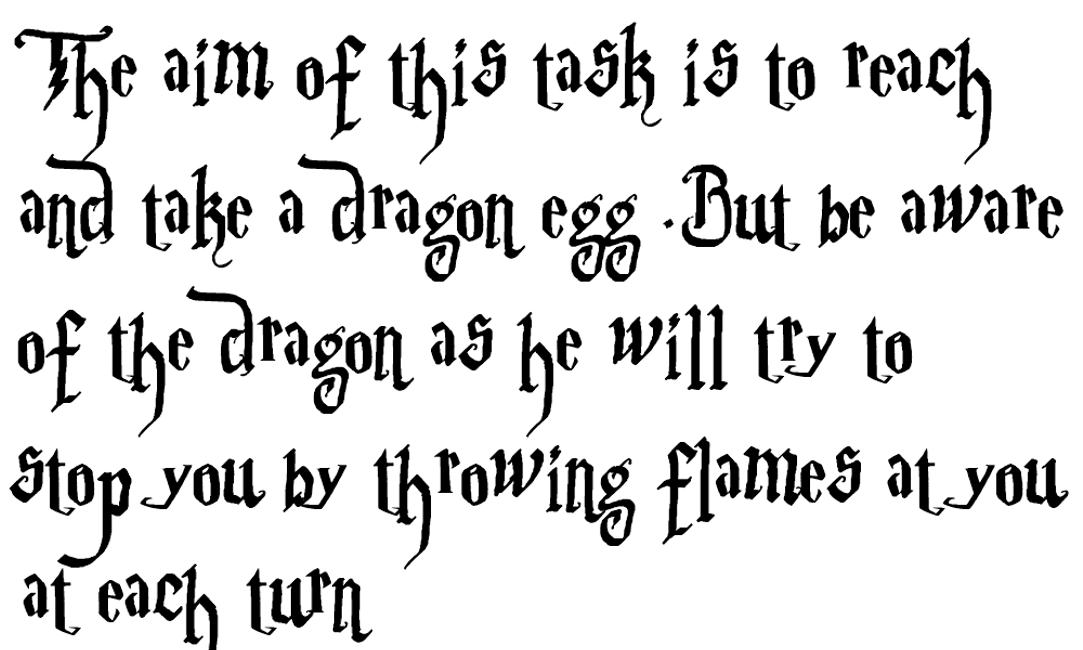 The aim of this task is to reach
and take a dragon egg .But be aware
of the dragon as he will try to
stop you by throwing flames at you
at each turn